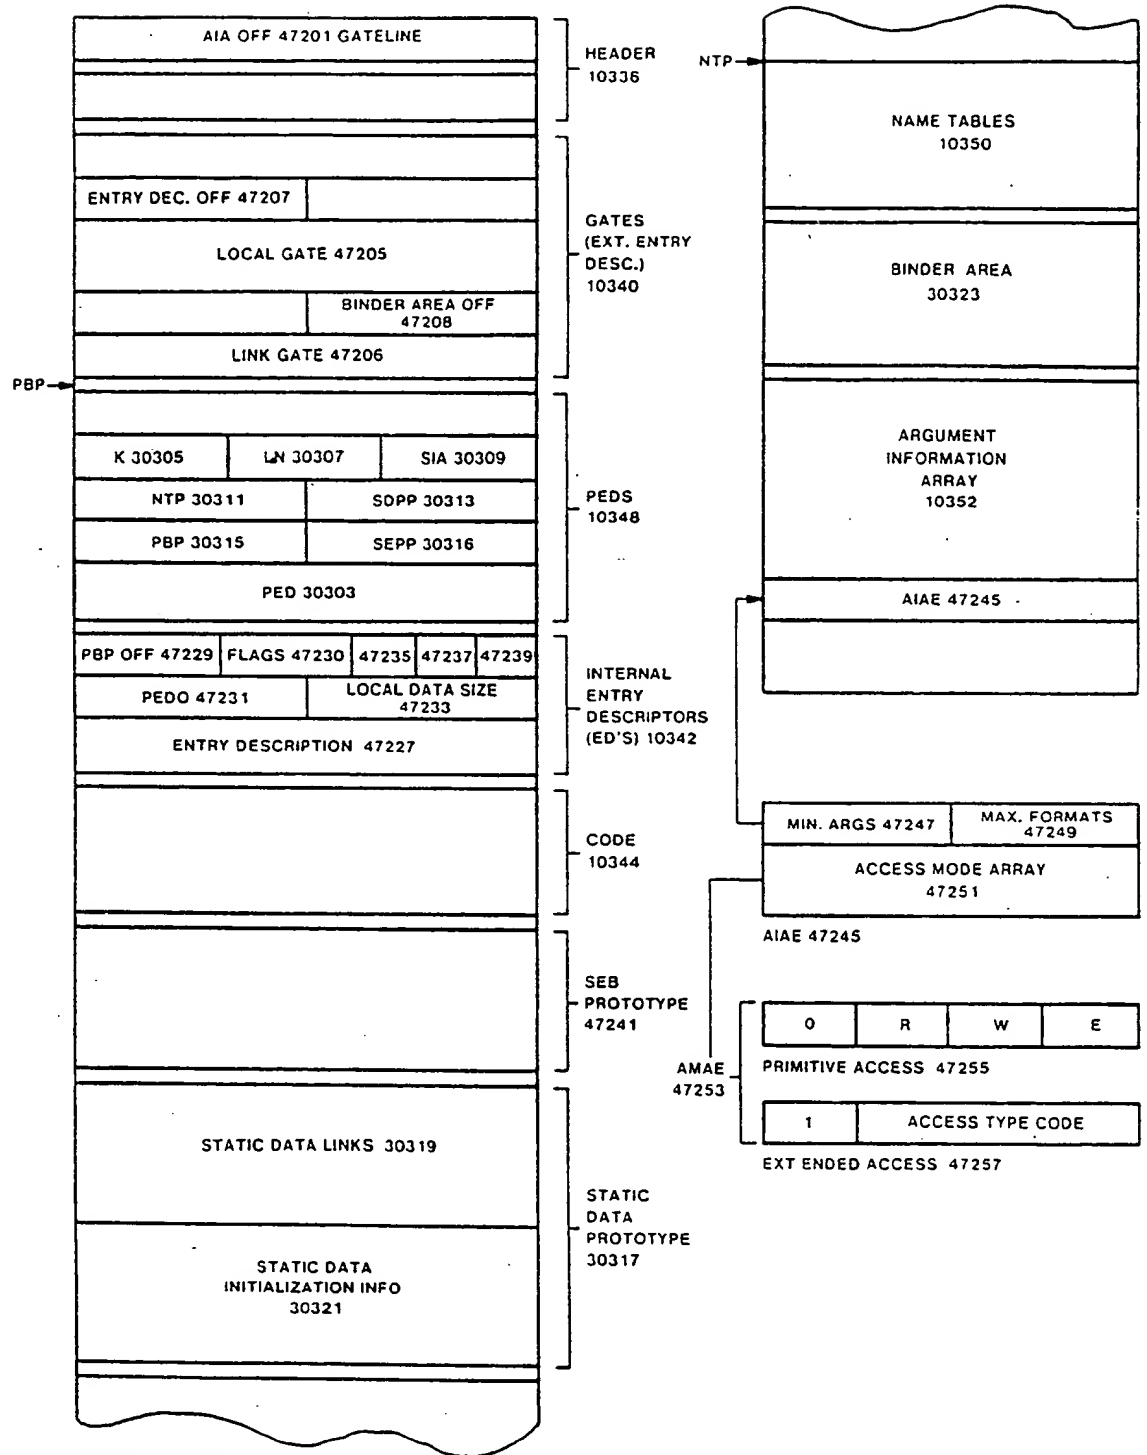 AIA OFF 47201 GATELINE
HEADER
10336
ENTRY DEC. OFF 47207
LOCAL GATE 47205
BINDER AREA OFF
47208
LINK GATE 47206
GATES
(EXT. ENTRY
DESC.)
10340
PBP
K 30305
LN 30307
SIA 30309
NTP 30311
SDPP 30313
PBP 30315
SEPP 30316
PED 30303
PEDS
10348
PBP OFF 47229
FLAGS 47230
47235
47237
47239
PEDO 47231
LOCAL DATA SIZE
47233
ENTRY DESCRIPTION 47227
INTERNAL
ENTRY
DESCRIPTORS
(ED'S) 10342
CODE
10344
SEB
PROTOTYPE
47241
STATIC DATA LINKS 30319
STATIC DATA
INITIALIZATION INFO
30321
STATIC
DATA
PROTOTYPE
30317
NTP
NAME TABLES
10350
BINDER AREA
30323
ARGUMENT
INFORMATION
ARRAY
10352
AIAE 47245
MIN. ARGS 47247
MAX. FORMATS
47249
ACCESS MODE ARRAY
47251
AIAE 47245
AMAE
47253
O R W E
PRIMITIVE ACCESS 47255
1 ACCESS TYPE CODE
EXT ENDED ACCESS 47257